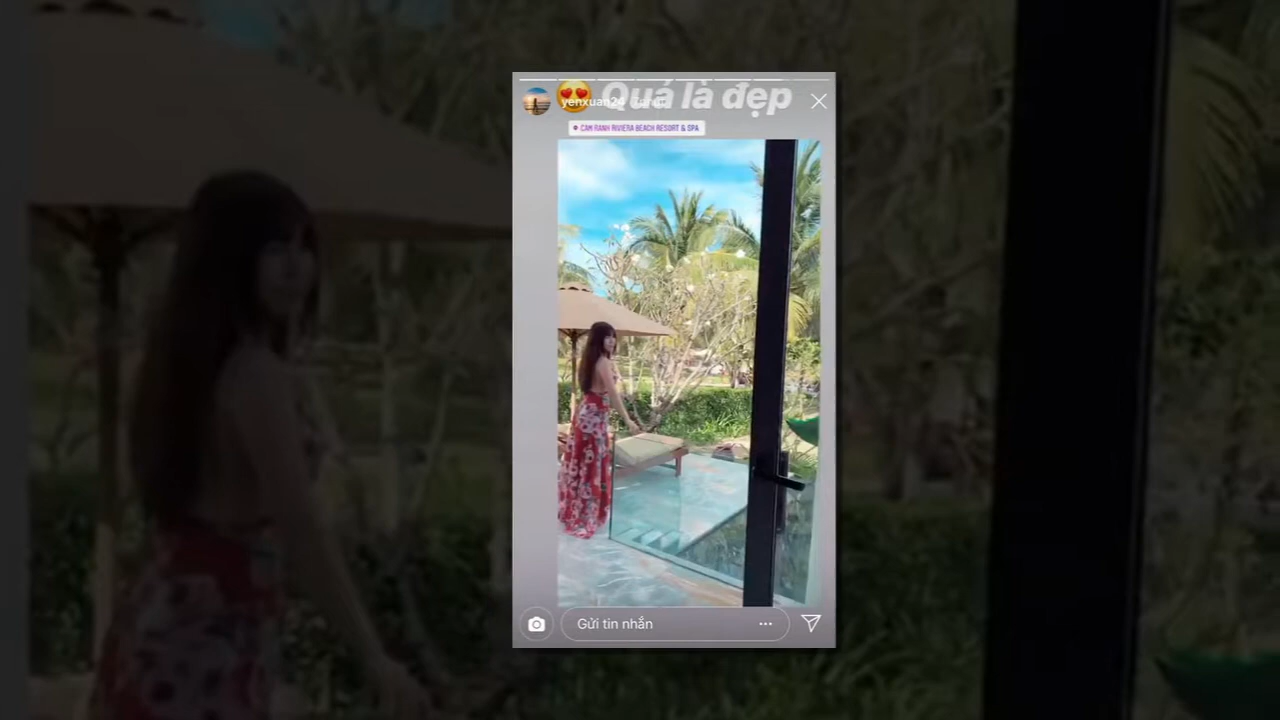 Quá là đẹp
yenxuan24
CAM RANH RIVIERA BEACH RESORT & SPA
Gửi tin nhắn